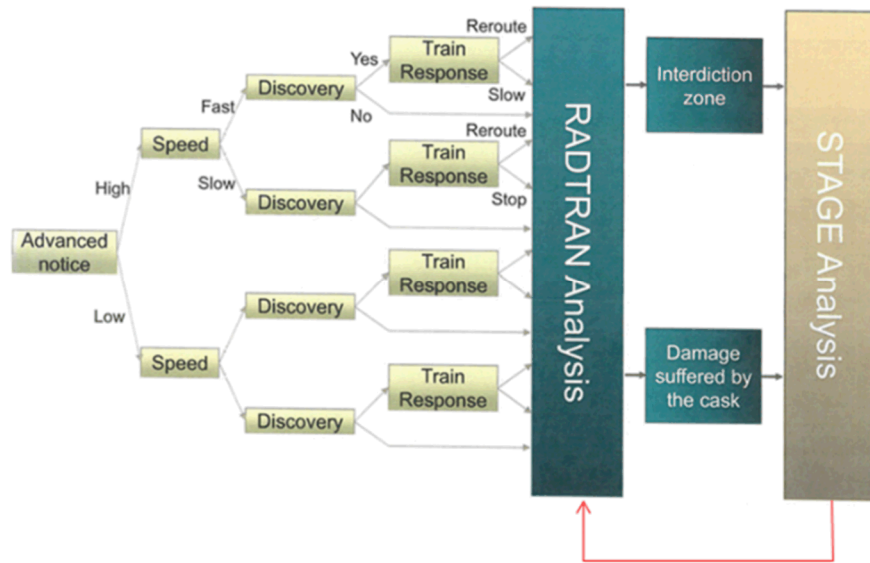 Reroute
Train
Response
Yes
Discovery
Slow
Fast
No
Speed
Reroute
Train
Response
High
Slow
Discovery
Stop
Advanced
notice
Train
Response
Low
Discovery
Speed
Train
Response
Discovery
RADTRAN Analysis
Interdiction
zone
Damage
suffered by
the cask
STAGE Analysis